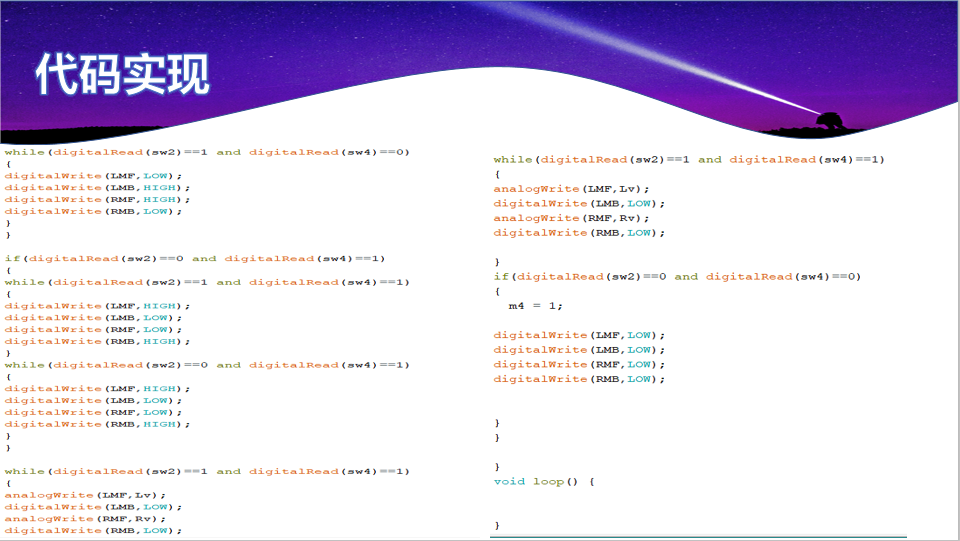 代码实现
while(digitalRead(sw2)==1 and digitalRead(sw4)==0)
{
digitalWrite(LMF,LOW);
digitalWrite(LMB,HIGH);
digitalWrite(RMF,HIGH);
digitalWrite(RMB,LOW);
}
}
if(digitalRead(sw2)==0 and digitalRead(sw4)==1)
{
while(digitalRead(sw2)==1 and digitalRead(sw4)==1)
{
digitalWrite(LMF,HIGH);
digitalWrite(LMB,LOW);
digitalWrite(RMF,LOW);
digitalWrite(RMB,HIGH);
}
while(digitalRead(sw2)==0 and digitalRead(sw4)==1)
{
digitalWrite(LMF,HIGH);
digitalWrite(LMB,LOW);
digitalWrite(RMF,LOW);
digitalWrite(RMB,HIGH);
}
}
while(digitalRead(sw2)==1 and digitalRead(sw4)==1)
{
analogWrite(LMF,Lv);
digitalWrite(LMB,LOW);
analogWrite(RMF,Rv);
digitalWrite(RMB,LOW);
while(digitalRead(sw2)==1 and digitalRead(sw4)==1)
{
analogWrite(LMF,Lv);
digitalWrite(LMB,LOW);
analogWrite(RMF,Rv);
digitalWrite(RMB,LOW);
}
if(digitalRead(sw2)==0 and digitalRead(sw4)==0)
{
m4 = 1;
digitalWrite(LMF,LOW);
digitalWrite(LMB,LOW);
digitalWrite(RMF,LOW);
digitalWrite(RMB,LOW);
}
}
}
void loop() {
}